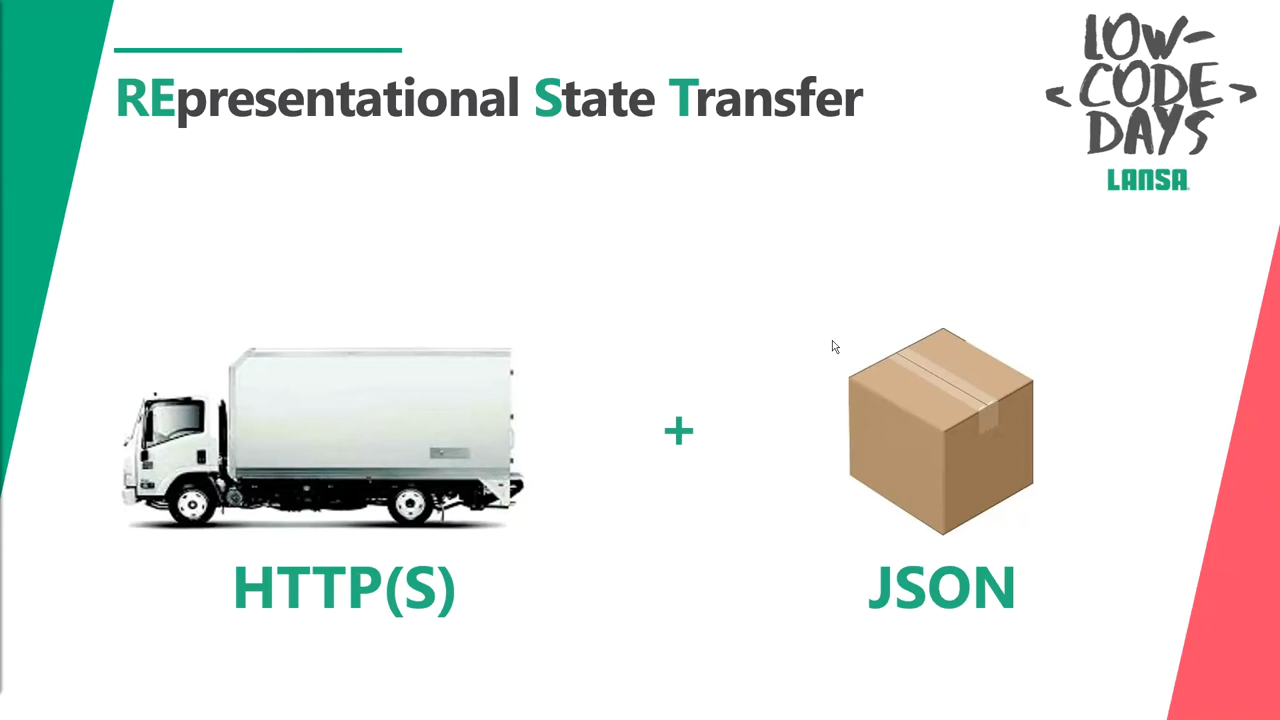 REpresentational State Transfer
LOW-
< CODE >
DAYS
LANSA
+
HTTP(S)
JSON